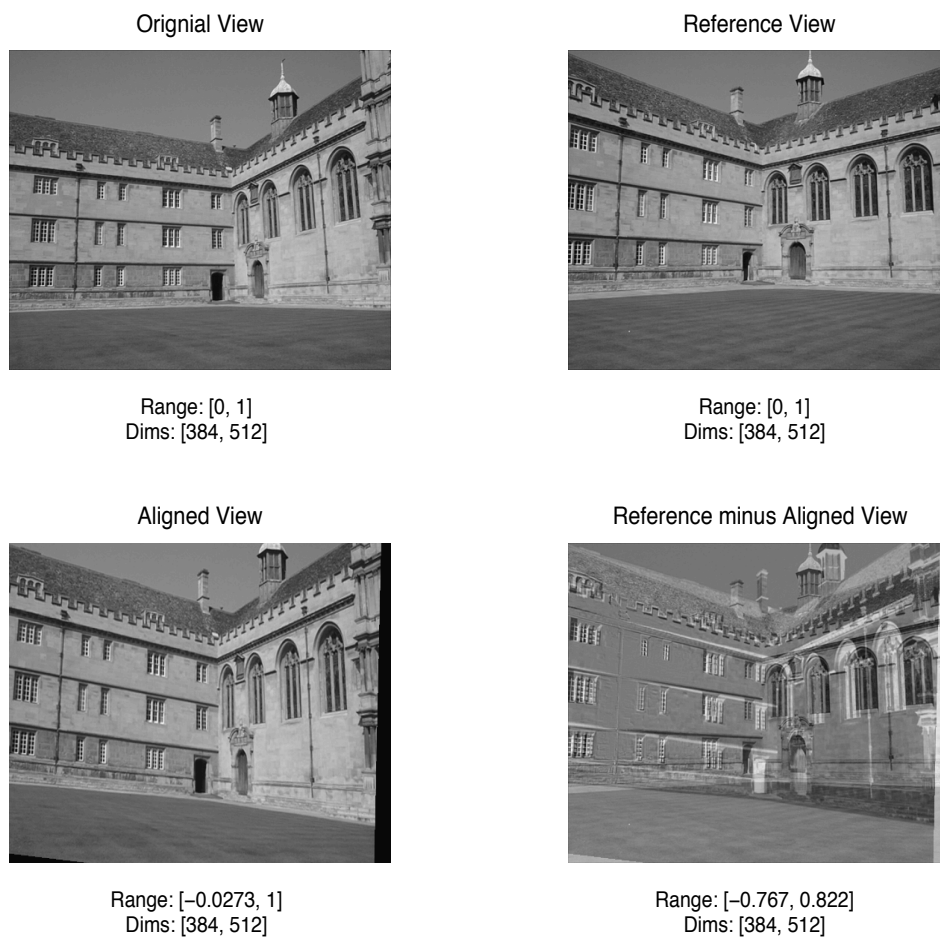 Orignial View
Reference View
Range: [0, 1]
Dims: [384, 512]
Range: [0, 1]
Dims: [384, 512]
Aligned View
Reference minus Aligned View
Range: [−0.0273, 1]
Dims: [384, 512]
Range: [−0.767, 0.822]
Dims: [384, 512]